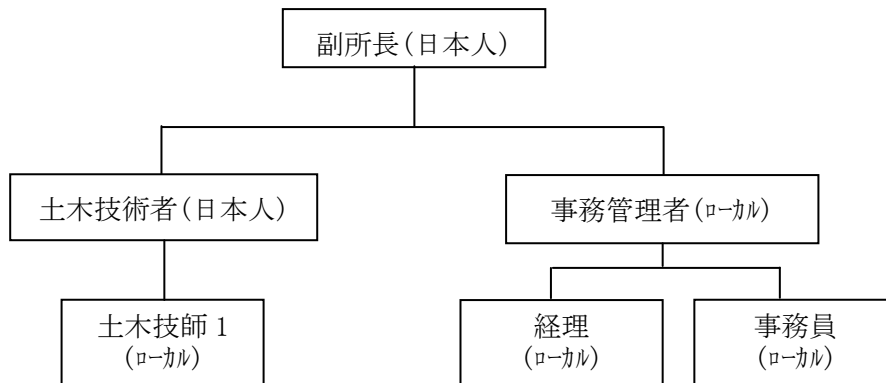 副所長(日本人)
土木技術者(日本人)
事務管理者(ﾛｰｶﾙ)
土木技師1
(ﾛｰｶﾙ)
経理
(ﾛｰｶﾙ)
事務員
(ﾛｰｶﾙ)